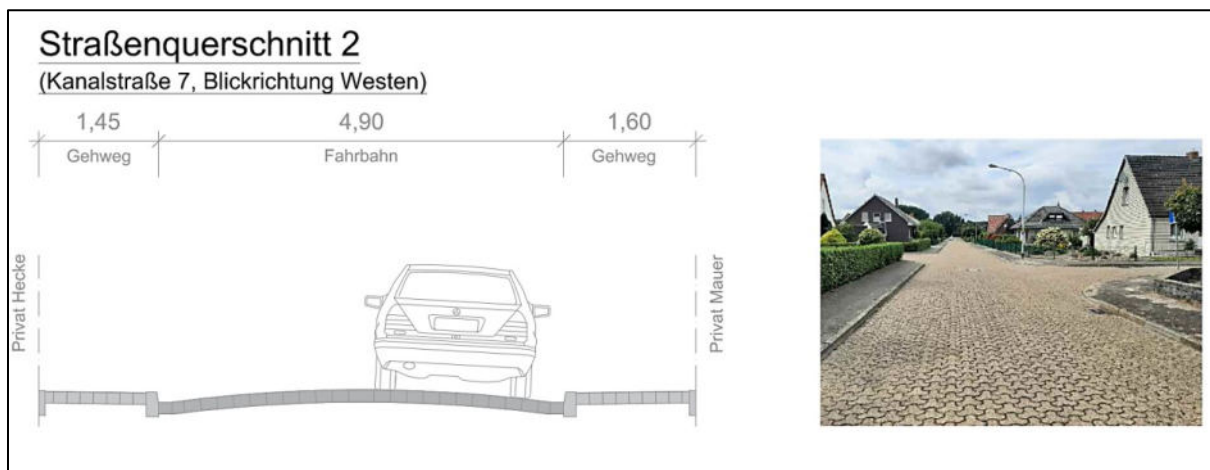 Straßenquerschnitt 2
(Kanalstraße 7, Blickrichtung Westen)
1,45 4,90 1,60
Gehweg Fahrbahn Gehweg
Privat Hecke
Privat Mauer